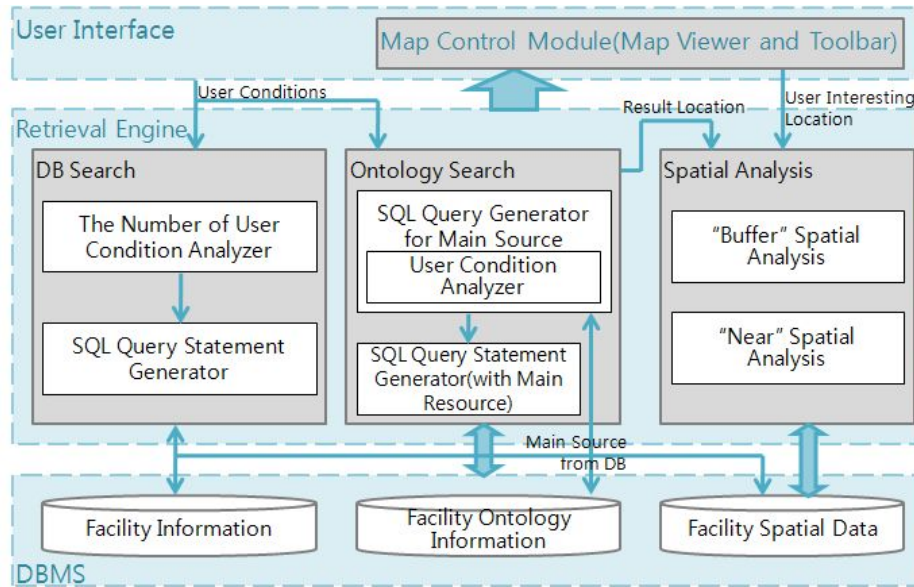 User Interface
Map Control Module(Map Viewer and Toolbar)
User Conditions
Result Location
User Interesting
Location
Retrieval Engine
DB Search
The Number of User
Condition Analyzer
SQL Query Statement
Generator
Ontology Search
SQL Query Generator
for Main Source
User Condition
Analyzer
SQL Query Statement
Generator(with Main
Resource)
Spatial Analysis
"Buffer" Spatial
Analysis
"Near" Spatial
Analysis
Main Source
from DB
Facility Information
Facility Ontology
Information
Facility Spatial Data
DBMS